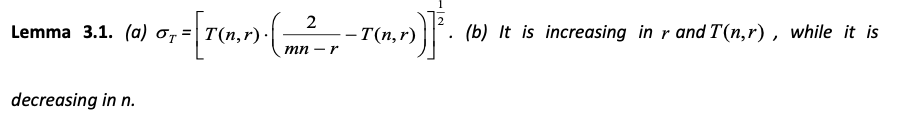 Lemma 3.1. (a) σ_T = [T(n,r)·(2/(mn − r) − T(n,r))]^(1/2). (b) It is increasing in r and T(n,r) , while it is
decreasing in n.